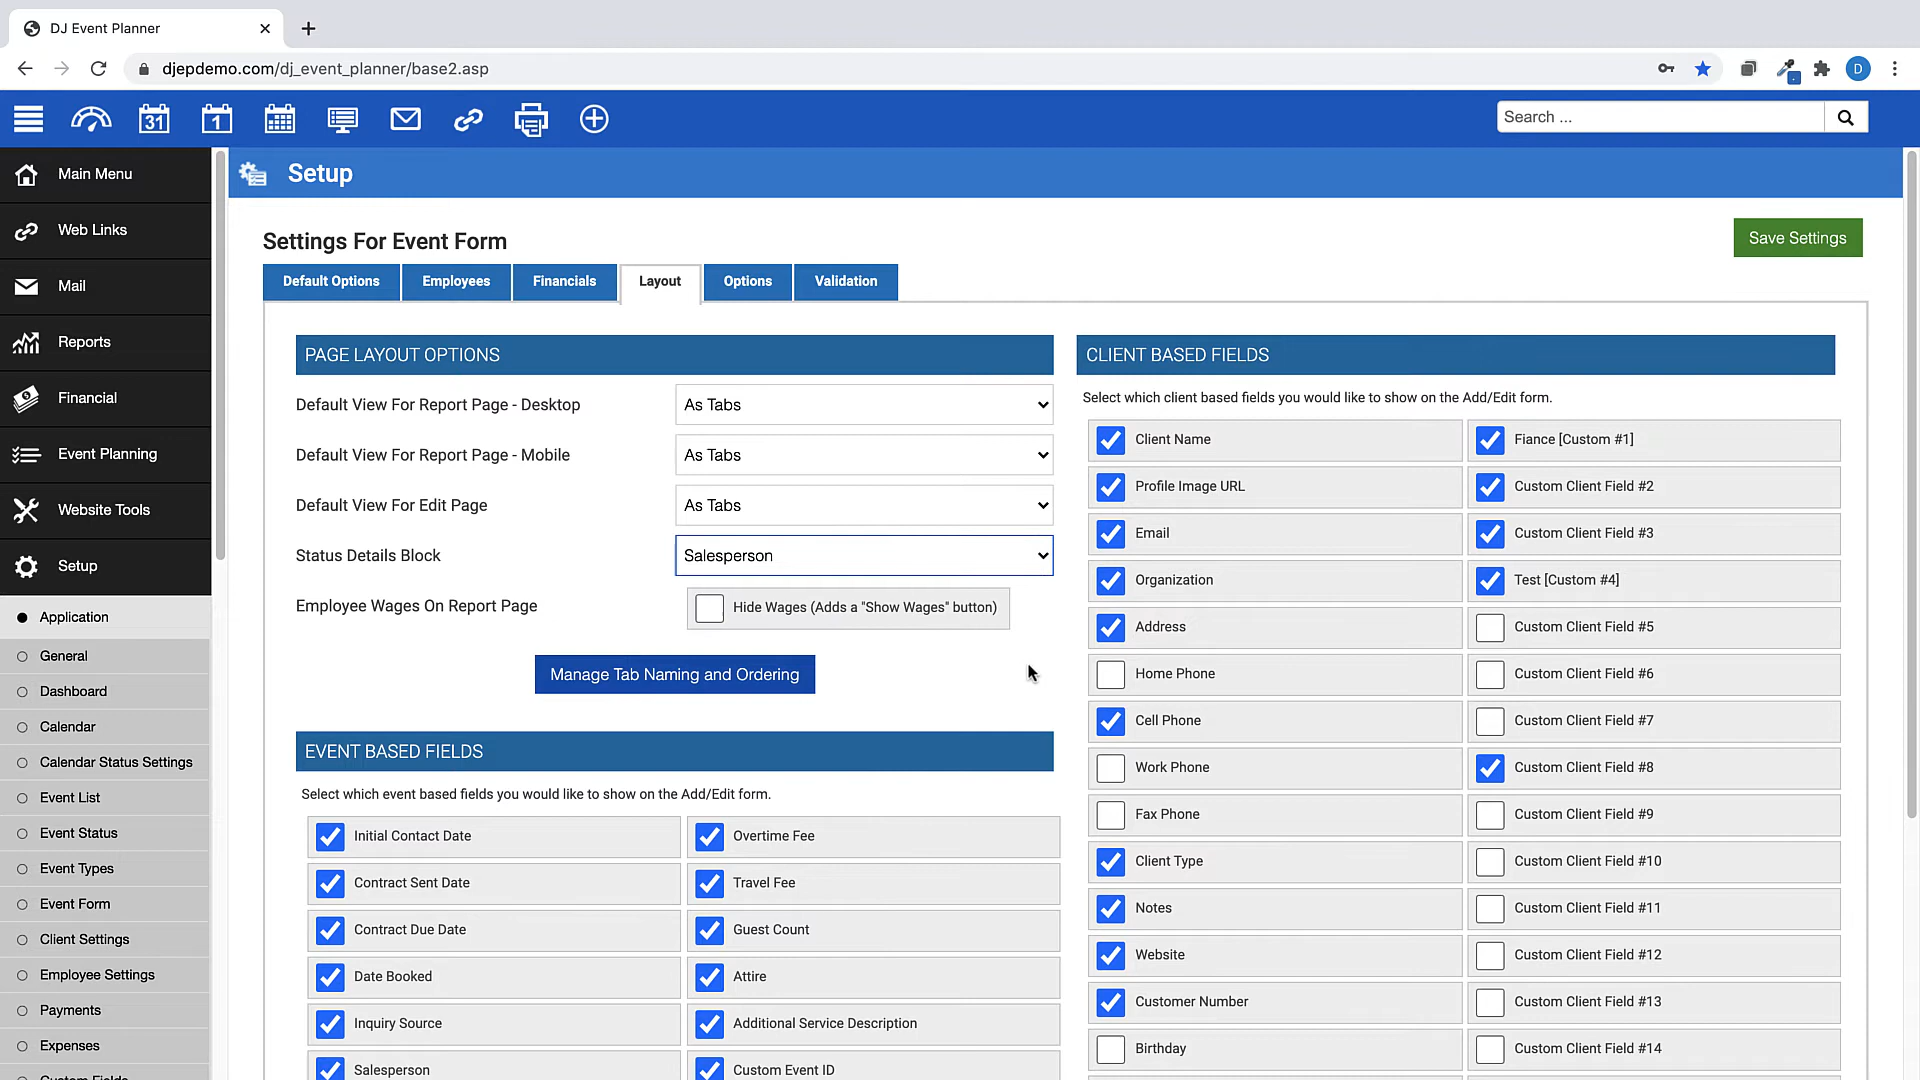 DJ Event Planner
djepdemo.com/dj_event_planner/base2.asp
D
31
1
Search ...
Main Menu
Web Links
Mail
Reports
Financial
Event Planning
Website Tools
Setup
Application
General
Dashboard
Calendar
Calendar Status Settings
Event List
Event Status
Event Types
Event Form
Client Settings
Employee Settings
Payments
Expenses
Custom Fields
Setup
Settings For Event Form
Save Settings
Default Options
Employees
Financials
Layout
Options
Validation
PAGE LAYOUT OPTIONS
Default View For Report Page - Desktop
As Tabs
Default View For Report Page - Mobile
As Tabs
Default View For Edit Page
As Tabs
Status Details Block
Salesperson
Employee Wages On Report Page
Hide Wages (Adds a "Show Wages" button)
Manage Tab Naming and Ordering
EVENT BASED FIELDS
Select which event based fields you would like to show on the Add/Edit form.
Initial Contact Date
Overtime Fee
Contract Sent Date
Travel Fee
Contract Due Date
Guest Count
Date Booked
Attire
Inquiry Source
Additional Service Description
Salesperson
Custom Event ID
CLIENT BASED FIELDS
Select which client based fields you would like to show on the Add/Edit form.
Client Name
Fiance [Custom #1]
Profile Image URL
Custom Client Field #2
Email
Custom Client Field #3
Organization
Test [Custom #4]
Address
Custom Client Field #5
Home Phone
Custom Client Field #6
Cell Phone
Custom Client Field #7
Work Phone
Custom Client Field #8
Fax Phone
Custom Client Field #9
Client Type
Custom Client Field #10
Notes
Custom Client Field #11
Website
Custom Client Field #12
Customer Number
Custom Client Field #13
Birthday
Custom Client Field #14